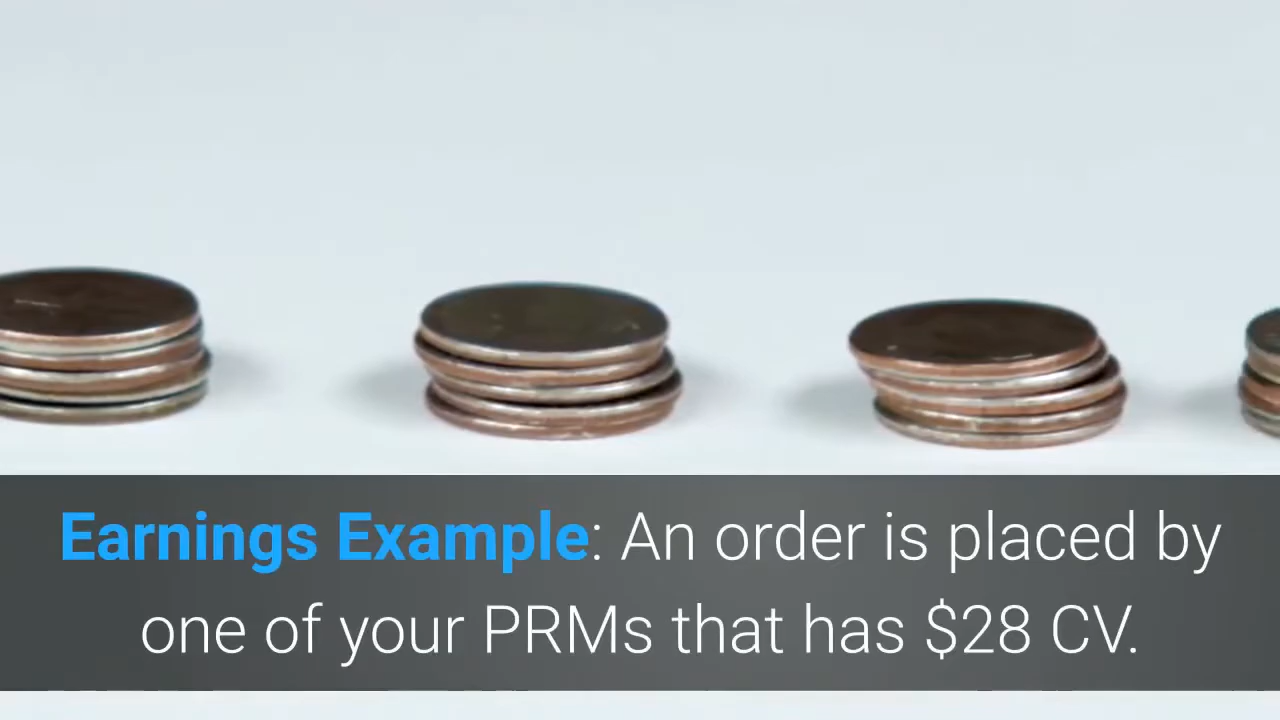 Earnings Example: An order is placed by
one of your PRMs that has $28 CV.